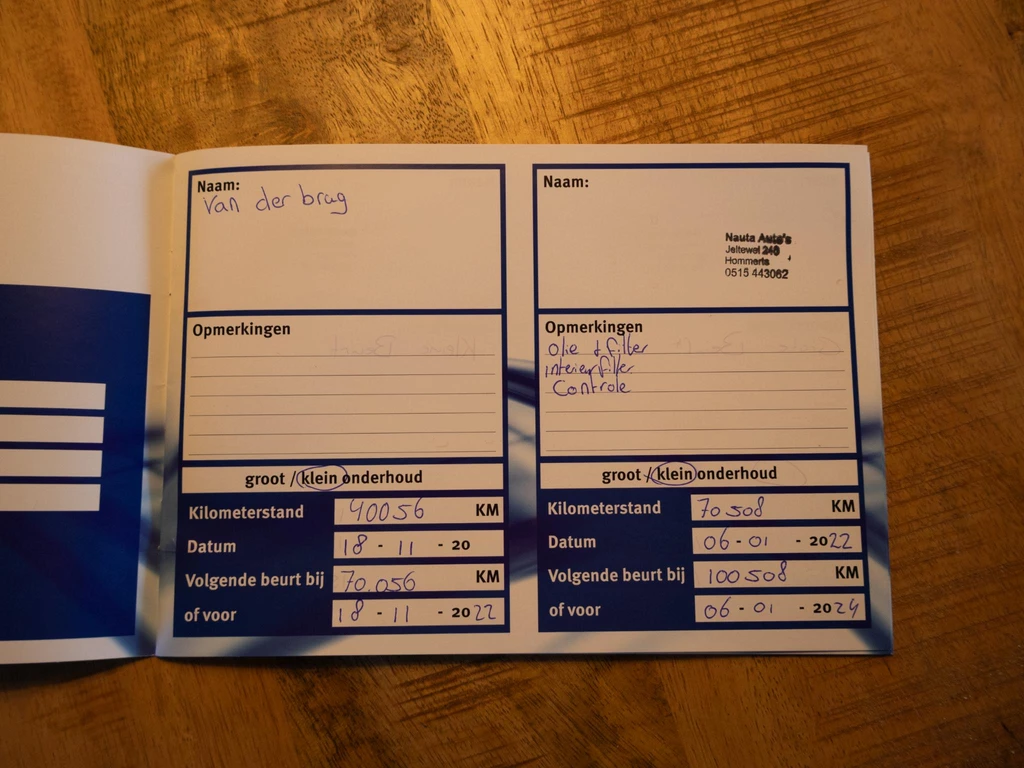 Naam:
Van der brug
Opmerkingen
groot / klein onderhoud
Kilometerstand 40056 KM
Datum 18 - 11 - 20
Volgende beurt bij 70.056 KM
of voor 18 - 11 - 2022
Naam:
Nauta Auto's
Jeltewei 246
Hommerts
0515 443062
Opmerkingen
Olie + filter
interieurfilter
Controle
groot / klein onderhoud
Kilometerstand 70508 KM
Datum 06 - 01 - 2022
Volgende beurt bij 100508 KM
of voor 06 - 01 - 2024